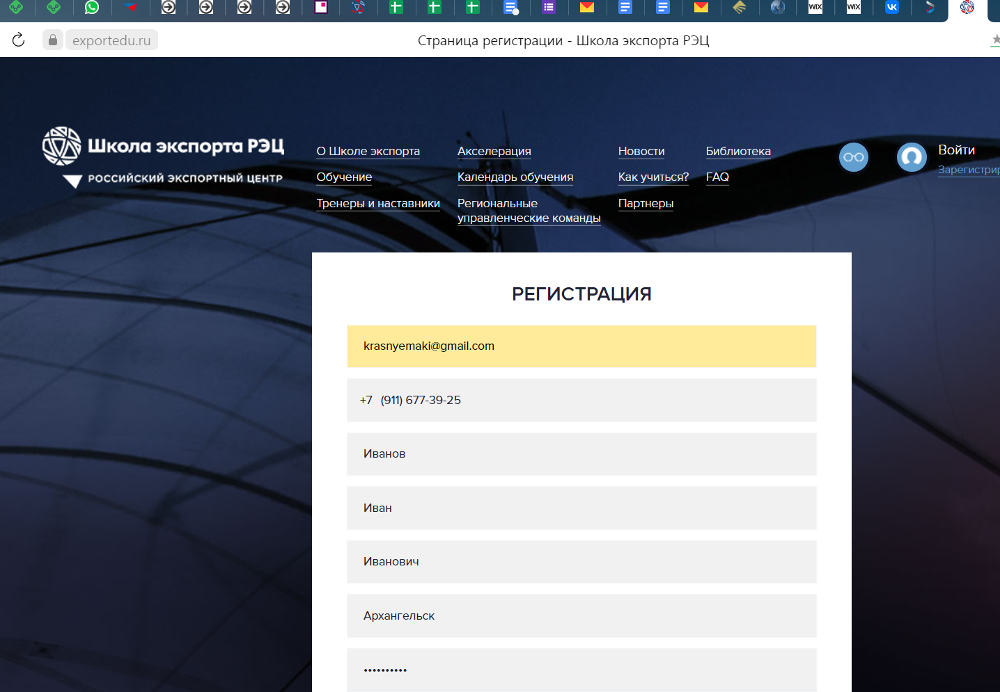 WIX
WIX
exportedu.ru
Страница регистрации - Школа экспорта РЭЦ
Школа экспорта РЭЦ
РОССИЙСКИЙ ЭКСПОРТНЫЙ ЦЕНТР
О Школе экспорта
Обучение
Тренеры и наставники
Акселерация
Календарь обучения
Региональные
управленческие команды
Новости
Как учиться?
Партнеры
Библиотека
FAQ
Войти
Зарегистрир
РЕГИСТРАЦИЯ
krasnyemaki@gmail.com
+7 (911) 677-39-25
Иванов
Иван
Иванович
Архангельск
••••••••••